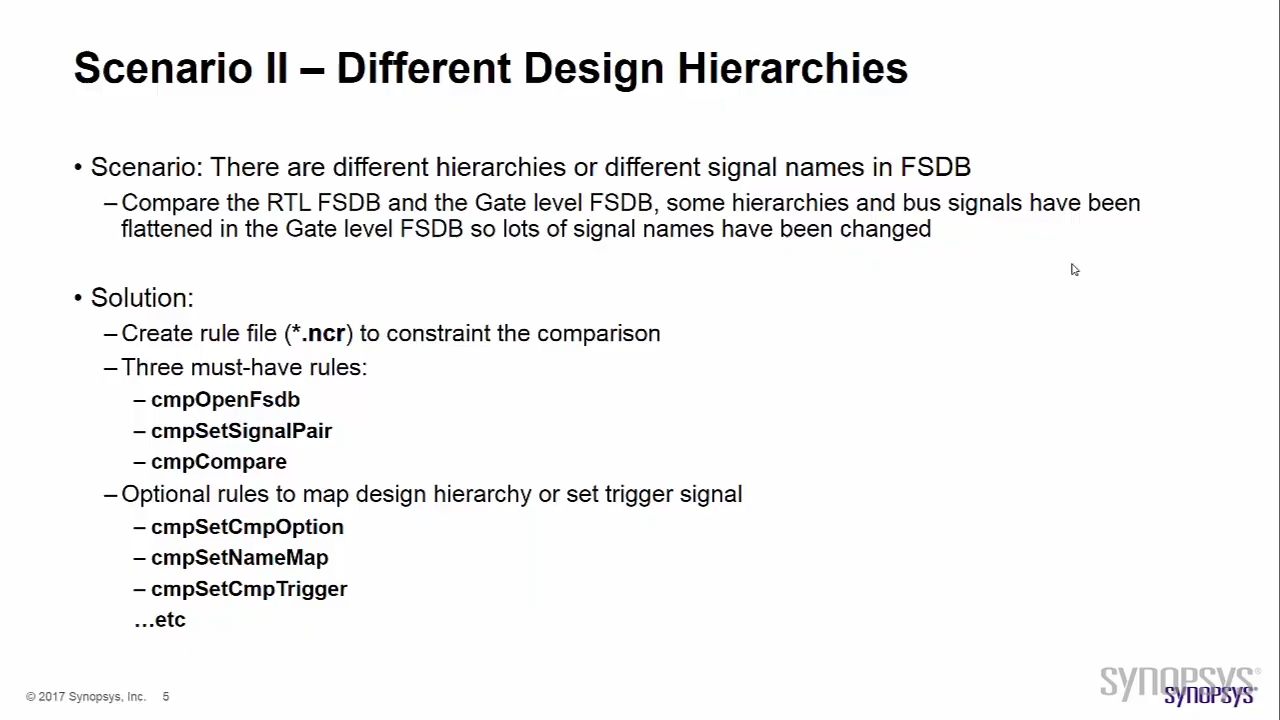 Scenario II – Different Design Hierarchies
• Scenario: There are different hierarchies or different signal names in FSDB
– Compare the RTL FSDB and the Gate level FSDB, some hierarchies and bus signals have been
flattened in the Gate level FSDB so lots of signal names have been changed
• Solution:
– Create rule file (*.ncr) to constraint the comparison
– Three must-have rules:
– cmpOpenFsdb
– cmpSetSignalPair
– cmpCompare
– Optional rules to map design hierarchy or set trigger signal
– cmpSetCmpOption
– cmpSetNameMap
– cmpSetCmpTrigger
…etc
© 2017 Synopsys, Inc. 5
SYNOPSYS®
SYNOPSYS